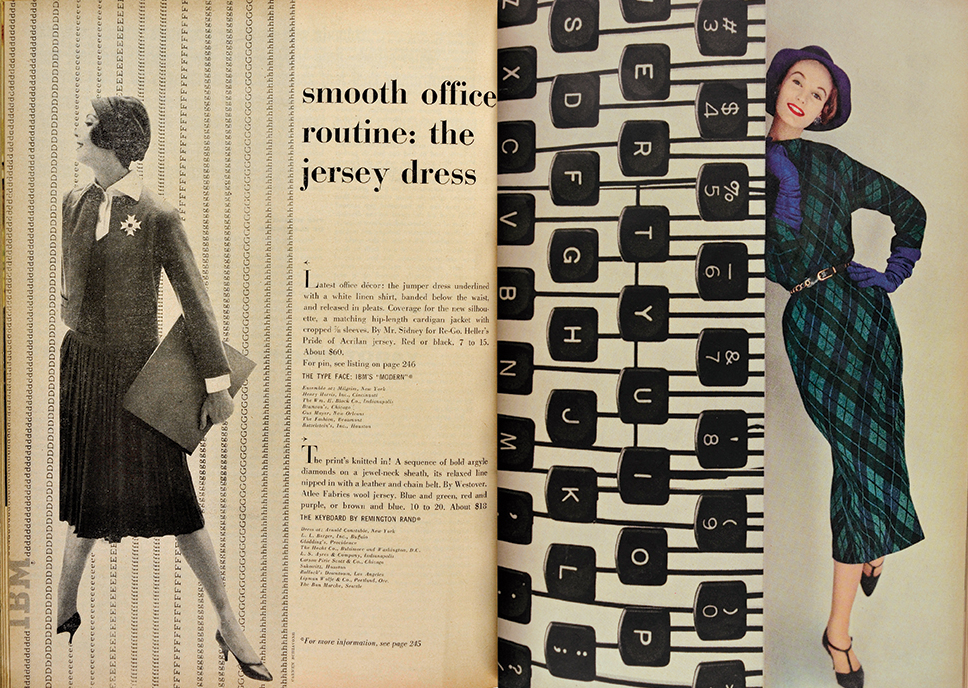 smooth office
routine: the
jersey dress
Latest office décor: the jumper dress underlined
with a white linen shirt, banded below the waist,
and released in pleats. Coverage for the new silhou-
ette, a matching hip-length cardigan jacket with
cropped ⅞ sleeves. By Mr. Sidney for Re-Go. Heller's
Pride of Acrilan jersey. Red or black. 7 to 15.
About $60.
For pin, see listing on page 246
THE TYPE FACE: IBM'S "MODERN"®
Ensemble at: Milgrim, New York
Henry Harris, Inc., Cincinnati
The Wm. H. Block Co., Indianapolis
Bramson's, Chicago
Gus Mayer, New Orleans
The Fashion, Beaumont
Battelstein's, Inc., Houston
The print's knitted in! A sequence of bold argyle
diamonds on a jewel-neck sheath, its relaxed line
nipped in with a leather and chain belt. By Westover.
Atlee Fabrics wool jersey. Blue and green, red and
purple, or brown and blue. 10 to 20. About $18
THE KEYBOARD BY REMINGTON RAND®
Dress at: Arnold Constable, New York
E. L. Berger, Inc., Buffalo
Gladding's, Providence
The Hecht Co., Baltimore and Washington, D.C.
L. S. Ayres & Company, Indianapolis
Carson Pirie Scott & Co., Chicago
Sakowitz, Houston
Bullock's Downtown, Los Angeles
Lipman Wolfe & Co., Portland, Ore.
The Bon Marche, Seattle
*For more information, see page 245
IBM
# 3 $ 4 % 5 _ 6 & 7 ' 8 ( 9 ) 0
E R T Y U I O P
S D F G H J K L : ;
Z X C V B N M , . ?